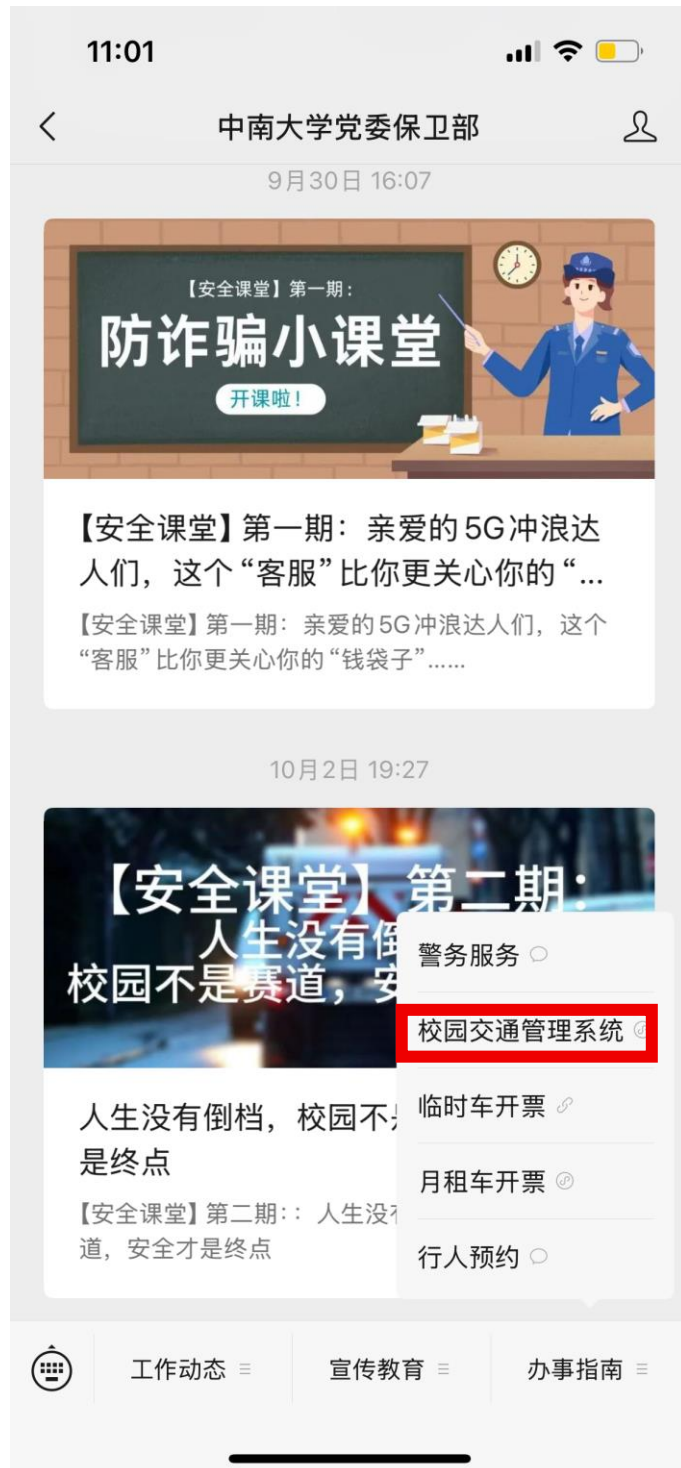 11:01
中南大学党委保卫部
9月30日 16:07
【安全课堂】第一期：
防诈骗小课堂
开课啦！
【安全课堂】第一期：亲爱的5G冲浪达
人们，这个“客服”比你更关心你的“...
【安全课堂】第一期：亲爱的5G冲浪达人们，这个
“客服”比你更关心你的“钱袋子”......
10月2日 19:27
【安全课堂】第二期：
人生没有倒
校园不是赛道，安
人生没有倒档，校园不
是终点
【安全课堂】第二期：：人生没
道，安全才是终点
警务服务
校园交通管理系统
临时车开票
月租车开票
行人预约
工作动态
宣传教育
办事指南